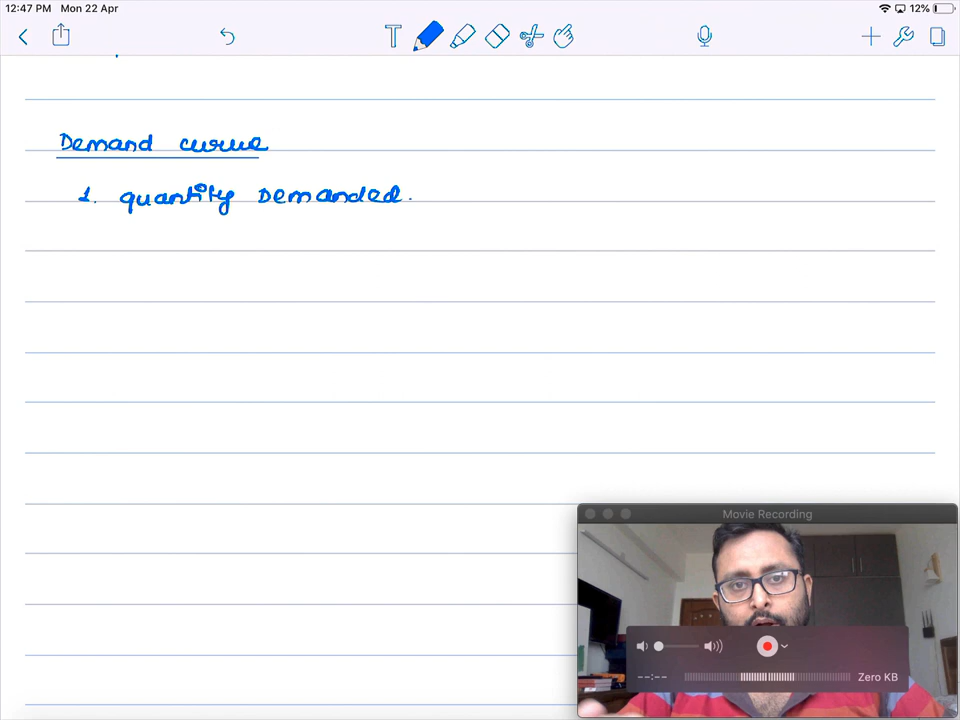 12:47 PM Mon 22 Apr 12%
T
Demand curve
1. quantity Demanded.
Movie Recording
--:-- Zero KB